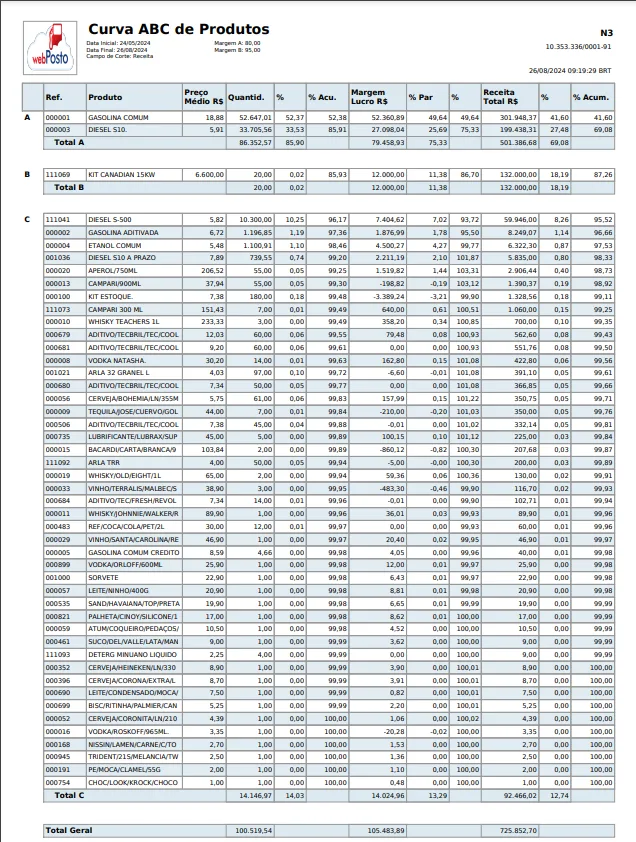 webPosto
Curva ABC de Produtos
N3
Data Inicial: 24/05/2024 Margem A: 80,00
Data Final: 26/08/2024 Margem B: 95,00
Campo de Corte: Receita
10.353.336/0001-91
26/08/2024 09:19:29 BRT
Ref. Produto Preço Médio R$ Quantid. % % Acu. Margem Lucro R$ % Par % Receita Total R$ % % Acum.
A 000001 GASOLINA COMUM 18,88 52.647,01 52,37 52,38 52.360,89 49,64 49,64 301.948,37 41,60 41,60
000003 DIESEL S10. 5,91 33.705,56 33,53 85,91 27.098,04 25,69 75,33 199.438,31 27,48 69,08
Total A 86.352,57 85,90 79.458,93 75,33 501.386,68 69,08
B 111069 KIT CANADIAN 15KW 6.600,00 20,00 0,02 85,93 12.000,00 11,38 86,70 132.000,00 18,19 87,26
Total B 20,00 0,02 12.000,00 11,38 132.000,00 18,19
C 111041 DIESEL S-500 5,82 10.300,00 10,25 96,17 7.404,62 7,02 93,72 59.946,00 8,26 95,52
000002 GASOLINA ADITIVADA 6,72 1.196,85 1,19 97,36 1.876,99 1,78 95,50 8.249,07 1,14 96,66
000004 ETANOL COMUM 5,48 1.100,91 1,10 98,46 4.500,27 4,27 99,77 6.322,30 0,87 97,53
001036 DIESEL S10 A PRAZO 7,89 739,55 0,74 99,20 2.211,19 2,10 101,87 5.835,00 0,80 98,33
000020 APEROL/750ML 206,52 55,00 0,05 99,25 1.519,82 1,44 103,31 2.906,44 0,40 98,73
000013 CAMPARI/900ML 37,94 55,00 0,05 99,30 -198,82 -0,19 103,12 1.390,37 0,19 98,92
000100 KIT ESTOQUE. 7,38 180,00 0,18 99,48 -3.389,24 -3,21 99,90 1.328,56 0,18 99,11
111073 CAMPARI 300 ML 151,43 7,00 0,01 99,49 640,00 0,61 100,51 1.060,00 0,15 99,25
000010 WHISKY TEACHERS 1L 233,33 3,00 0,00 99,49 358,20 0,34 100,85 700,00 0,10 99,35
000679 ADITIVO/TECBRIL/TEC/COOL 12,03 60,00 0,06 99,55 79,48 0,08 100,93 562,60 0,08 99,43
000681 ADITIVO/TECBRIL/TEC/COOL 9,20 60,00 0,06 99,61 0,00 0,00 100,93 551,76 0,08 99,50
000008 VODKA NATASHA. 30,20 14,00 0,01 99,63 162,80 0,15 101,08 422,80 0,06 99,56
001021 ARLA 32 GRANEL L 4,03 97,00 0,10 99,72 -6,60 -0,01 101,08 391,10 0,05 99,61
000680 ADITIVO/TECBRIL/TEC/COOL 7,34 50,00 0,05 99,77 0,00 0,00 101,08 366,85 0,05 99,66
000056 CERVEJA/BOHEMIA/LN/355M 5,75 61,00 0,06 99,83 157,99 0,15 101,22 350,75 0,05 99,71
000009 TEQUILA/JOSE/CUERVO/GOL 44,00 7,00 0,01 99,84 -210,00 -0,20 101,03 350,00 0,05 99,76
000506 ADITIVO/TECBRIL/TEC/COOL 7,38 45,00 0,04 99,88 -0,01 0,00 101,02 332,14 0,05 99,81
000735 LUBRIFICANTE/LUBRAX/SUP 45,00 5,00 0,00 99,89 100,15 0,10 101,12 225,00 0,03 99,84
000015 BACARDI/CARTA/BRANCA/9 103,84 2,00 0,00 99,89 -860,12 -0,82 100,30 207,68 0,03 99,87
111092 ARLA TRR 4,00 50,00 0,05 99,94 -5,00 -0,00 100,30 200,00 0,03 99,89
000019 WHISKY/OLD/EIGHT/1L 65,00 2,00 0,00 99,94 59,36 0,06 100,36 130,00 0,02 99,91
000033 VINHO/TERRALIS/MALBEC/S 38,90 3,00 0,00 99,95 -483,30 -0,46 99,90 116,70 0,02 99,93
000684 ADITIVO/TEC/FRESH/REVOL 7,34 14,00 0,01 99,96 -0,01 0,00 99,90 102,71 0,01 99,94
000011 WHISKY/JOHNNIE/WALKER/R 89,90 1,00 0,00 99,96 36,01 0,03 99,93 89,90 0,01 99,96
000483 REF/COCA/COLA/PET/2L 30,00 12,00 0,01 99,97 0,00 0,00 99,93 60,00 0,01 99,96
000029 VINHO/SANTA/CAROLINA/RE 46,90 1,00 0,00 99,97 20,40 0,02 99,95 46,90 0,01 99,97
000005 GASOLINA COMUM CREDITO 8,59 4,66 0,00 99,98 4,05 0,00 99,96 40,00 0,01 99,98
000899 VODKA/ORLOFF/600ML 25,90 1,00 0,00 99,98 12,00 0,01 99,97 25,90 0,00 99,98
001000 SORVETE 22,90 1,00 0,00 99,98 6,43 0,01 99,97 22,90 0,00 99,98
000057 LEITE/NINHO/400G 20,90 1,00 0,00 99,98 8,81 0,01 99,98 20,90 0,00 99,98
000535 SAND/HAVAIANA/TOP/PRETA 19,90 1,00 0,00 99,98 6,65 0,01 99,99 19,90 0,00 99,99
000821 PALHETA/CINOY/SILICONE/1 17,00 1,00 0,00 99,98 8,62 0,01 100,00 17,00 0,00 99,99
000059 ATUM/COQUEIRO/PEDAÇOS/ 10,50 1,00 0,00 99,98 4,52 0,00 100,00 10,50 0,00 99,99
000461 SUCO/DEL/VALLE/LATA/MAN 9,00 1,00 0,00 99,99 3,62 0,00 100,00 9,00 0,00 99,99
111093 DETERG MINUANO LIQUIDO 2,25 4,00 0,00 99,99 0,00 0,00 100,00 9,00 0,00 99,99
000352 CERVEJA/HEINEKEN/LN/330 8,90 1,00 0,00 99,99 3,90 0,00 100,01 8,90 0,00 100,00
000396 CERVEJA/CORONA/EXTRA/L 8,70 1,00 0,00 99,99 3,91 0,00 100,01 8,70 0,00 100,00
000690 LEITE/CONDENSADO/MOCA/ 7,50 1,00 0,00 99,99 0,82 0,00 100,01 7,50 0,00 100,00
000699 BISC/RITINHA/PALMIER/CAN 5,25 1,00 0,00 99,99 2,20 0,00 100,01 5,25 0,00 100,00
000052 CERVEJA/CORONITA/LN/210 4,39 1,00 0,00 99,99 1,06 0,00 100,02 4,39 0,00 100,00
000016 VODKA/ROSKOFF/965ML. 3,35 1,00 0,00 99,99 -20,28 -0,02 100,00 3,35 0,00 100,00
000168 NISSIN/LAMEN/CARNE/C/TO 2,70 1,00 0,00 99,99 1,53 0,00 100,00 2,70 0,00 100,00
000945 TRIDENT/21S/MELANCIA/TW 2,50 1,00 0,00 99,99 1,36 0,00 100,00 2,50 0,00 100,00
000191 PE/MOCA/CLAMEL/55G 2,00 1,00 0,00 99,99 1,10 0,00 100,00 2,00 0,00 100,00
000754 CHOC/LOOK/KROCK/CHOCO 1,00 1,00 0,00 99,99 0,48 0,00 100,00 1,00 0,00 100,00
Total C 14.146,97 14,03 14.024,96 13,29 92.466,02 12,74
Total Geral 100.519,54 105.483,89 725.852,70